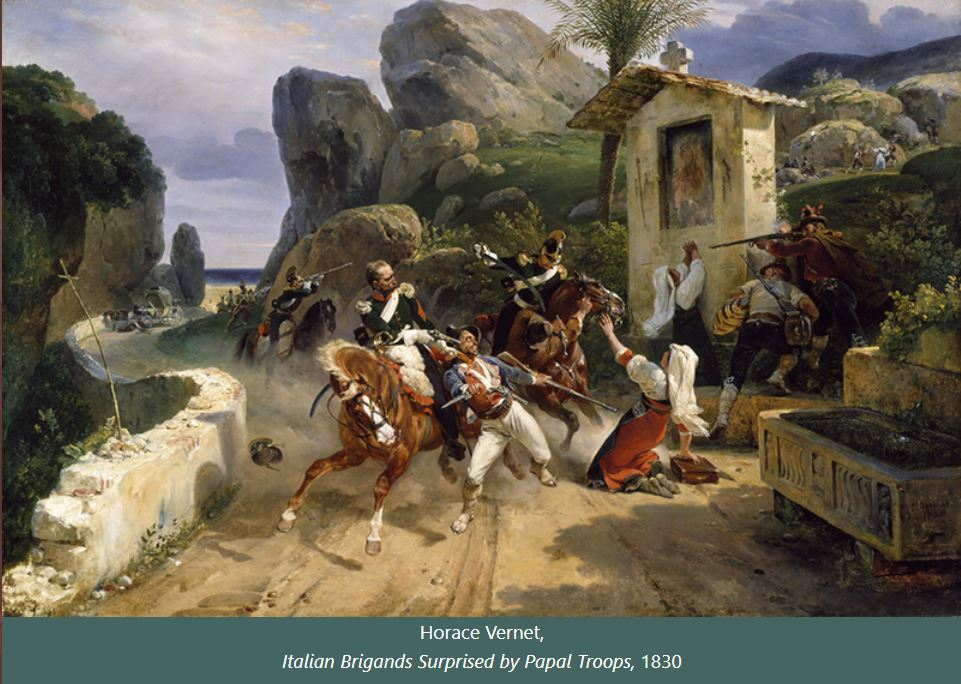 Horace Vernet,
Italian Brigands Surprised by Papal Troops, 1830